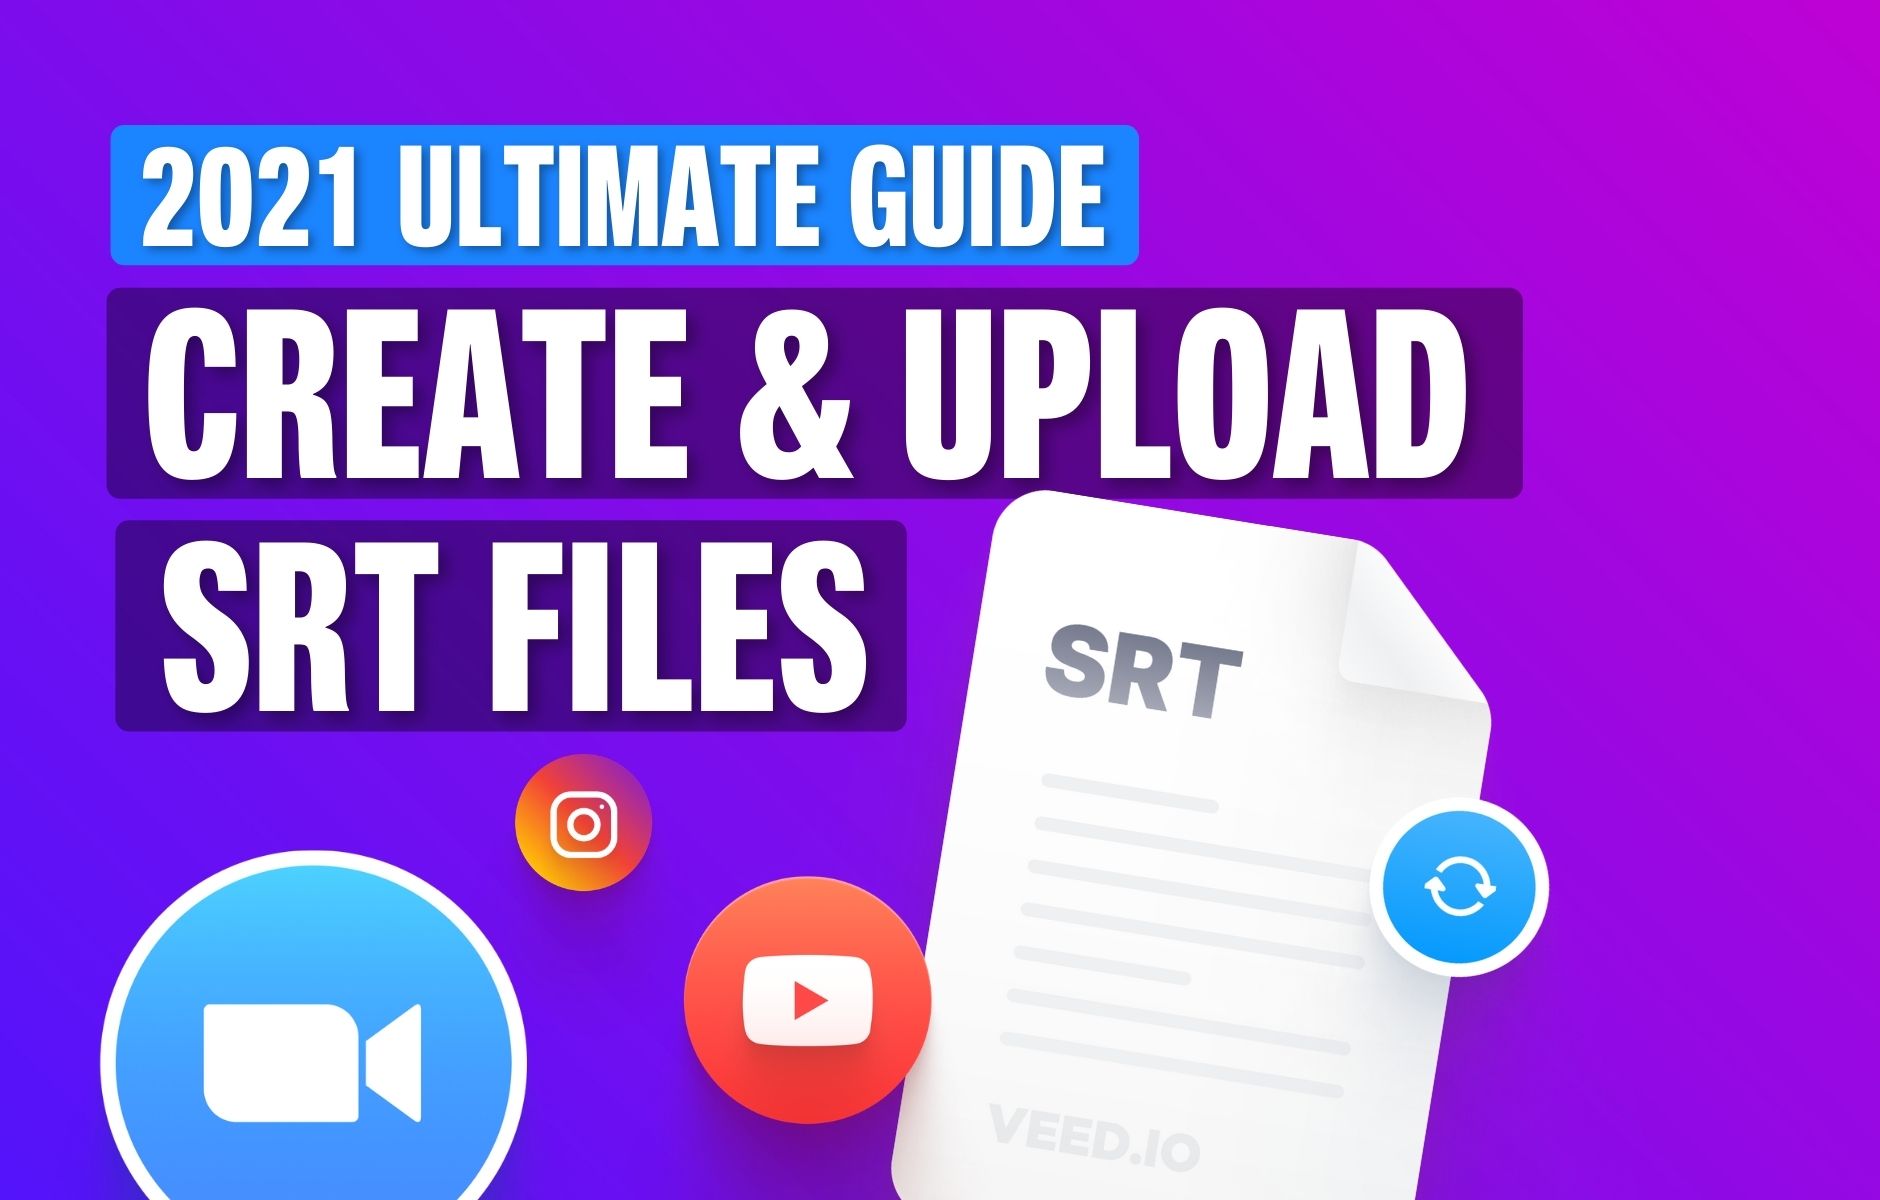 2021 ULTIMATE GUIDE
CREATE & UPLOAD
SRT FILES
SRT
VEED.IO